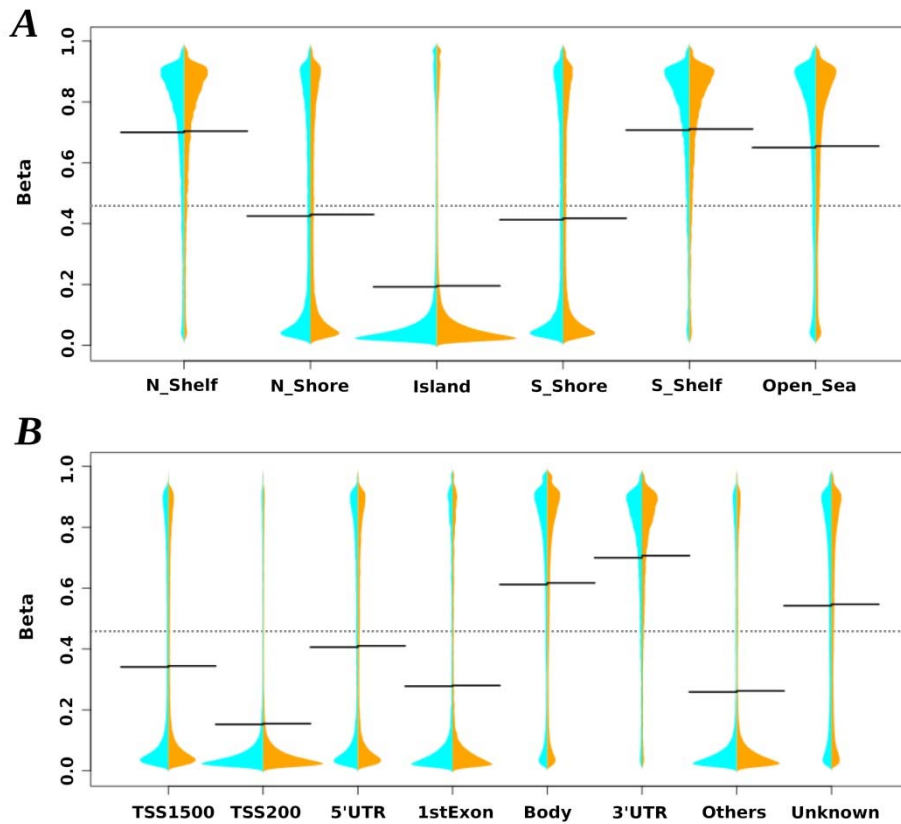 A
Beta
1.0
0.8
0.6
0.4
0.2
0.0
N_Shelf N_Shore Island S_Shore S_Shelf Open_Sea
B
Beta
1.0
0.8
0.6
0.4
0.2
0.0
TSS1500 TSS200 5'UTR 1stExon Body 3'UTR Others Unknown